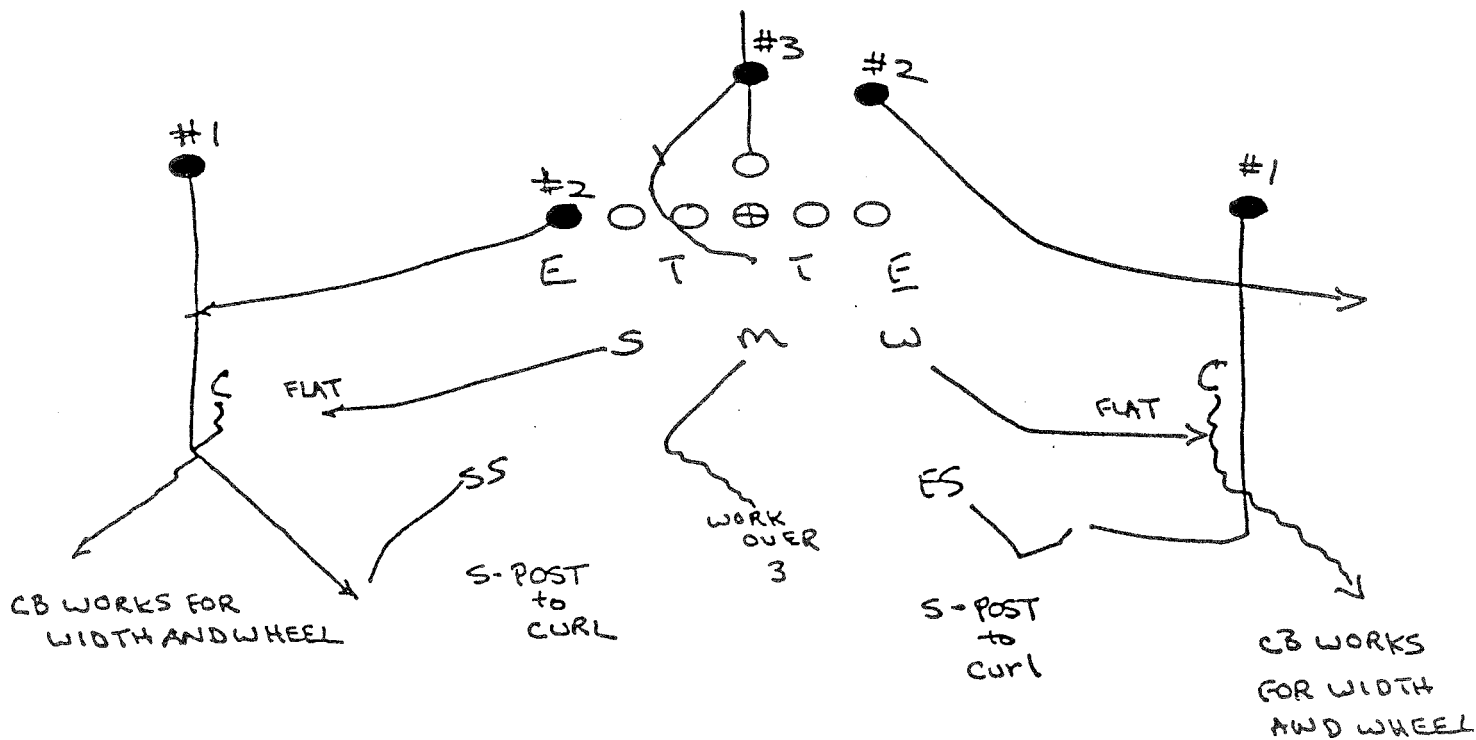 #3
#2
#1
#2
#1
E T T E
S M W
C
FLAT
C
FLAT
SS
FS
WORK
OVER
3
S-POST
to
CURL
S-POST
to
Curl
CB WORKS FOR
WIDTH AND WHEEL
CB WORKS
FOR WIDTH
AND WHEEL